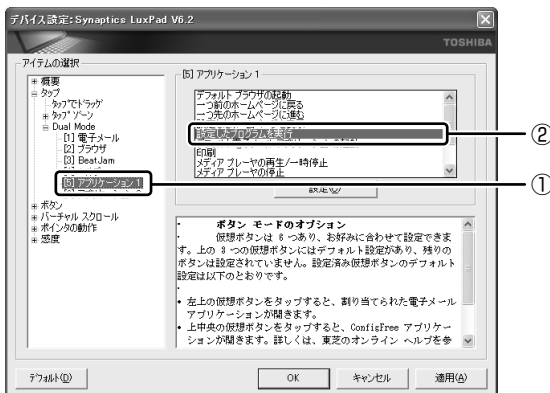 デバイス設定:Synaptics LuxPad V6.2
TOSHIBA
アイテムの選択
概要
タップ
タップでドラッグ
タップ ゾーン
Dual Mode
[1] 電子メール
[2] ブラウザ
[3] BeatJam
[5] アプリケーション 1
ボタン
バーチャル スクロール
ポインタの動作
感度
[5] アプリケーション 1
デフォルト ブラウザの起動
一つ前のホームページに戻る
一つ先のホームページに進む
設定したプログラムを実行
印刷
メディア プレーヤの再生/一時停止
メディア プレーヤの停止
設定(O)
②
①
ボタン モードのオプション
仮想ボタンは 6 つあり、お好みに合わせて設定できま
す。上の 3 つの仮想ボタンにはデフォルト設定があり、残りの
ボタンは設定されていません。設定済み仮想ボタンのデフォルト
設定は以下のとおりです。
• 左上の仮想ボタンをタップすると、割り当てられた電子メール
アプリケーションが開きます。
• 上中央の仮想ボタンをタップすると、ConfigFree アプリケー
ションが開きます。詳しくは、東芝のオンライン ヘルプを参
デフォルト(D)
OK
キャンセル
適用(A)